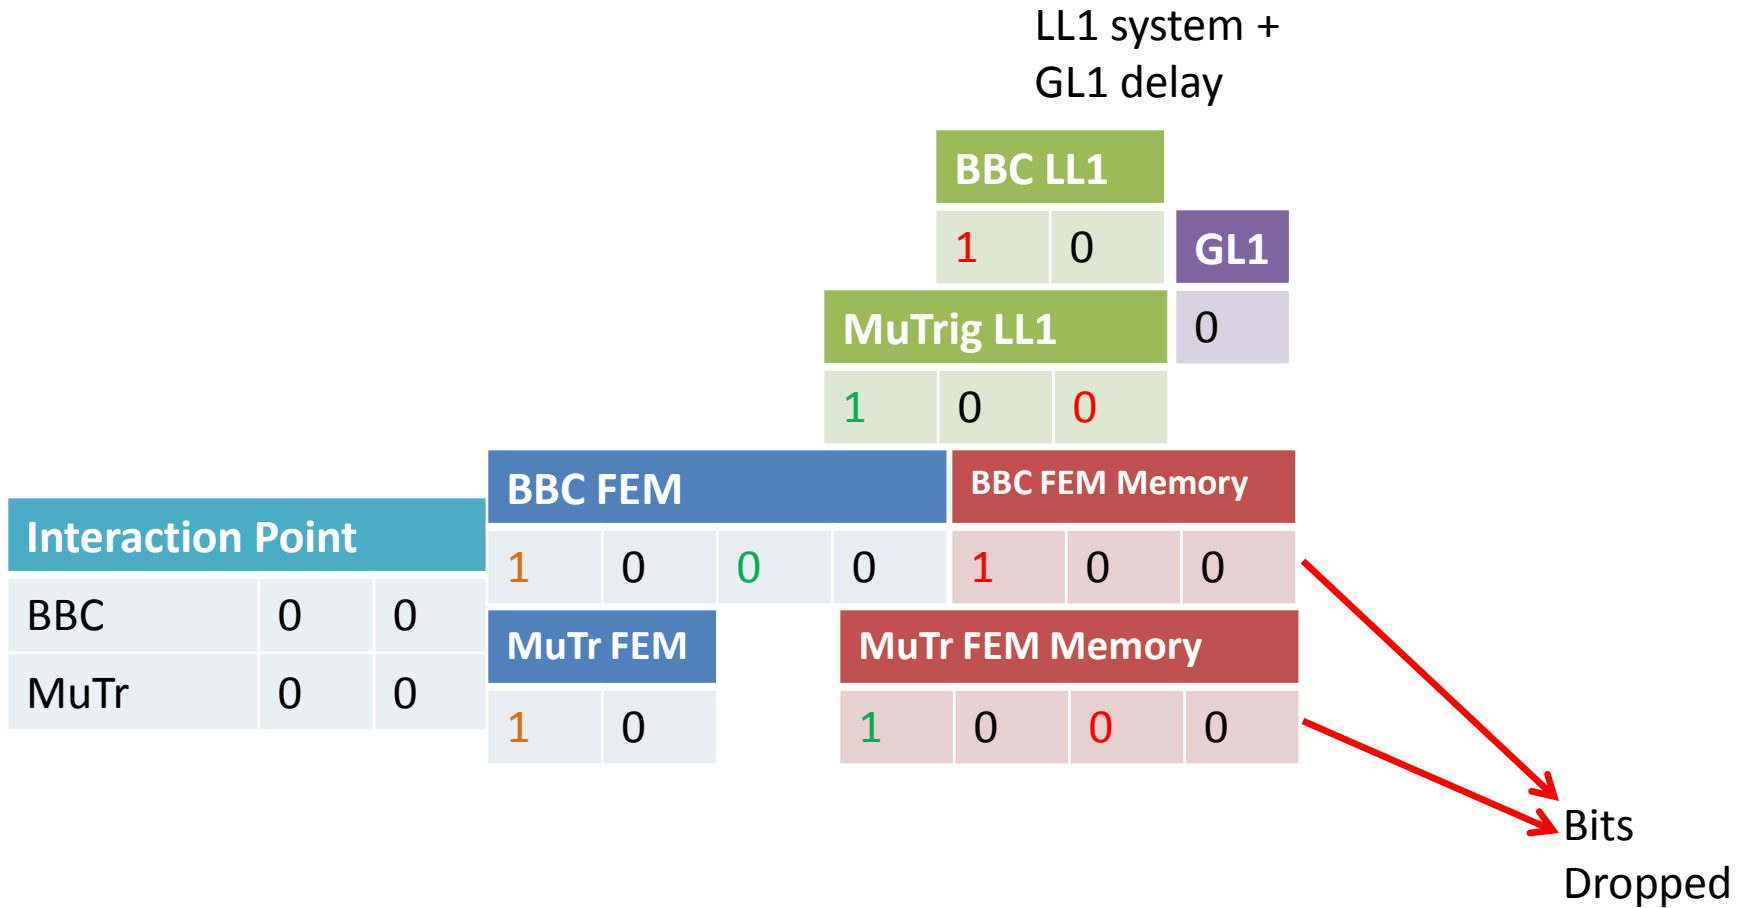 LL1 system +
GL1 delay
BBC LL1
1 0
GL1
0
MuTrig LL1
1 0 0
BBC FEM
1 0 0 0
BBC FEM Memory
1 0 0
Interaction Point
BBC 0 0
MuTr 0 0
MuTr FEM
1 0
MuTr FEM Memory
1 0 0 0
Bits
Dropped